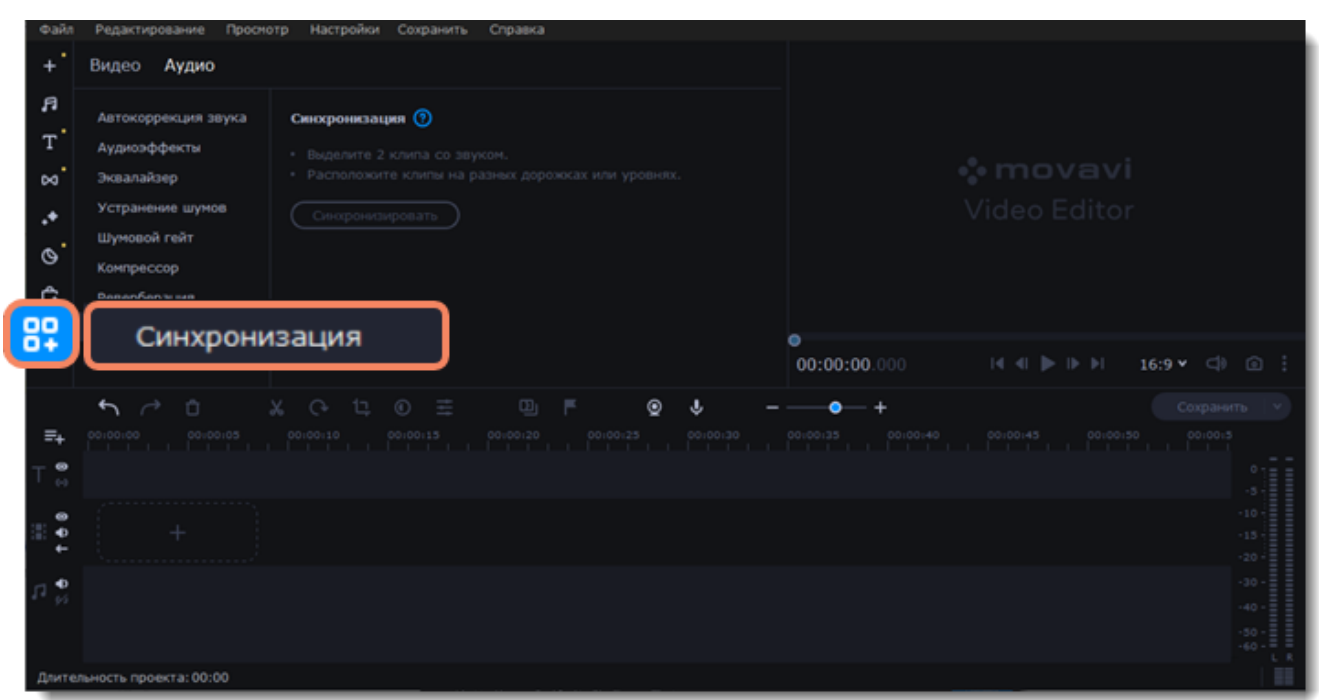 Файл Редактирование Просмотр Настройки Сохранить Справка
Видео Аудио
Автокоррекция звука
Аудиоэффекты
Эквалайзер
Устранение шумов
Шумовой гейт
Компрессор
Реверберация
Синхронизация
Синхронизация ?
• Выделите 2 клипа со звуком.
• Расположите клипы на разных дорожках или уровнях.
Синхронизировать
movavi
Video Editor
00:00:00.000 16:9
Сохранить
00:00:00 00:00:05 00:00:10 00:00:15 00:00:20 00:00:25 00:00:30 00:00:35 00:00:40 00:00:45 00:00:50 00:00:5
0
-5
-10
-15
-20
-30
-40
-50
-60
L R
Длительность проекта: 00:00